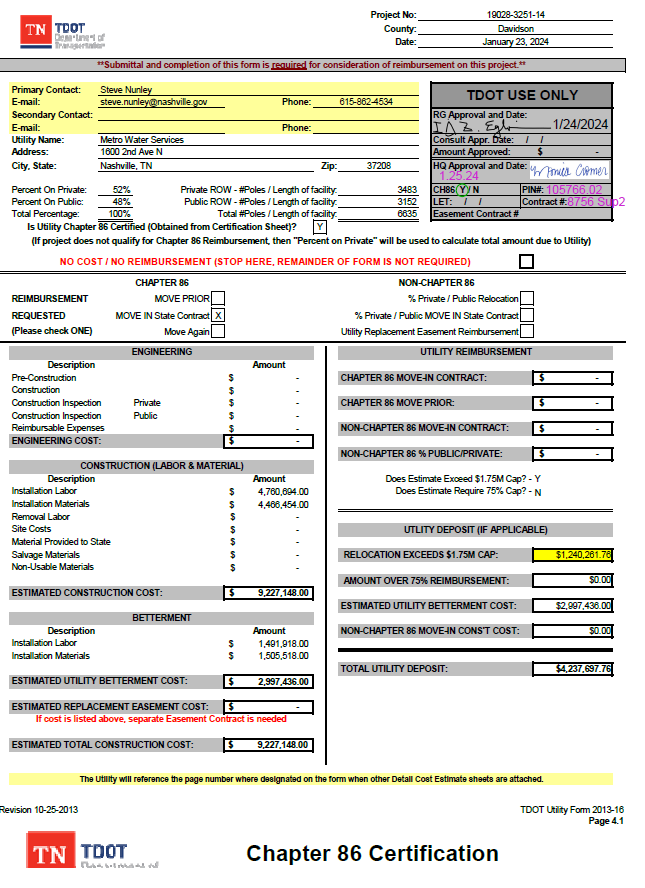 TN TDOT
Department of
Transportation
Project No: 19028-3251-14
County: Davidson
Date: January 23, 2024
**Submittal and completion of this form is required for consideration of reimbursement on this project.**
Primary Contact: Steve Nunley
E-mail: steve.nunley@nashville.gov Phone: 615-862-4534
Secondary Contact:
E-mail: Phone:
Utility Name: Metro Water Services
Address: 1600 2nd Ave N
City, State: Nashville, TN Zip: 37208
TDOT USE ONLY
RG Approval and Date:
1/24/2024
Consult Appr. Date: / /
Amount Approved: $ -
HQ Approval and Date:
1.25.24
CH86 Y / N PIN#: 105766.02
LET: / / Contract #: 8756 Sup2
Easement Contract #
Percent On Private: 52% Private ROW - #Poles / Length of facility: 3483
Percent On Public: 48% Public ROW - #Poles / Length of facility: 3152
Total Percentage: 100% Total #Poles / Length of facility: 6635
Is Utility Chapter 86 Certified (Obtained from Certification Sheet)? Y
(If project does not qualify for Chapter 86 Reimbursement, then "Percent on Private" will be used to calculate total amount due to Utility)
NO COST / NO REIMBURSEMENT (STOP HERE, REMAINDER OF FORM IS NOT REQUIRED)
CHAPTER 86 NON-CHAPTER 86
REIMBURSEMENT MOVE PRIOR % Private / Public Relocation
REQUESTED MOVE IN State Contract X % Private / Public MOVE IN State Contract
(Please check ONE) Move Again Utility Replacement Easement Reimbursement
ENGINEERING
Description Amount
Pre-Construction $ -
Construction $ -
Construction Inspection Private $ -
Construction Inspection Public $ -
Reimbursable Expenses $ -
ENGINEERING COST: $ -
CONSTRUCTION (LABOR & MATERIAL)
Description Amount
Installation Labor $ 4,760,694.00
Installation Materials $ 4,466,454.00
Removal Labor $ -
Site Costs $ -
Material Provided to State $ -
Salvage Materials $ -
Non-Usable Materials $ -
ESTIMATED CONSTRUCTION COST: $ 9,227,148.00
BETTERMENT
Description Amount
Installation Labor $ 1,491,918.00
Installation Materials $ 1,505,518.00
ESTIMATED UTILITY BETTERMENT COST: $ 2,997,436.00
ESTIMATED REPLACEMENT EASEMENT COST: $ -
If cost is listed above, separate Easement Contract is needed
ESTIMATED TOTAL CONSTRUCTION COST: $ 9,227,148.00
UTILITY REIMBURSEMENT
CHAPTER 86 MOVE-IN CONTRACT: $ -
CHAPTER 86 MOVE PRIOR: $ -
NON-CHAPTER 86 MOVE-IN CONTRACT: $ -
NON-CHAPTER 86 % PUBLIC/PRIVATE: $ -
Does Estimate Exceed $1.75M Cap? - Y
Does Estimate Require 75% Cap? - N
UTLITY DEPOSIT (IF APPLICABLE)
RELOCATION EXCEEDS $1.75M CAP: $1,240,261.76
AMOUNT OVER 75% REIMBURSEMENT: $0.00
ESTIMATED UTILITY BETTERMENT COST: $2,997,436.00
NON-CHAPTER 86 MOVE-IN CONS'T COST: $0.00
TOTAL UTILITY DEPOSIT: $4,237,697.76
The Utility will reference the page number where designated on the form when other Detail Cost Estimate sheets are attached.
Revision 10-25-2013 TDOT Utility Form 2013-16
Page 4.1
TN TDOT
Department of
Chapter 86 Certification